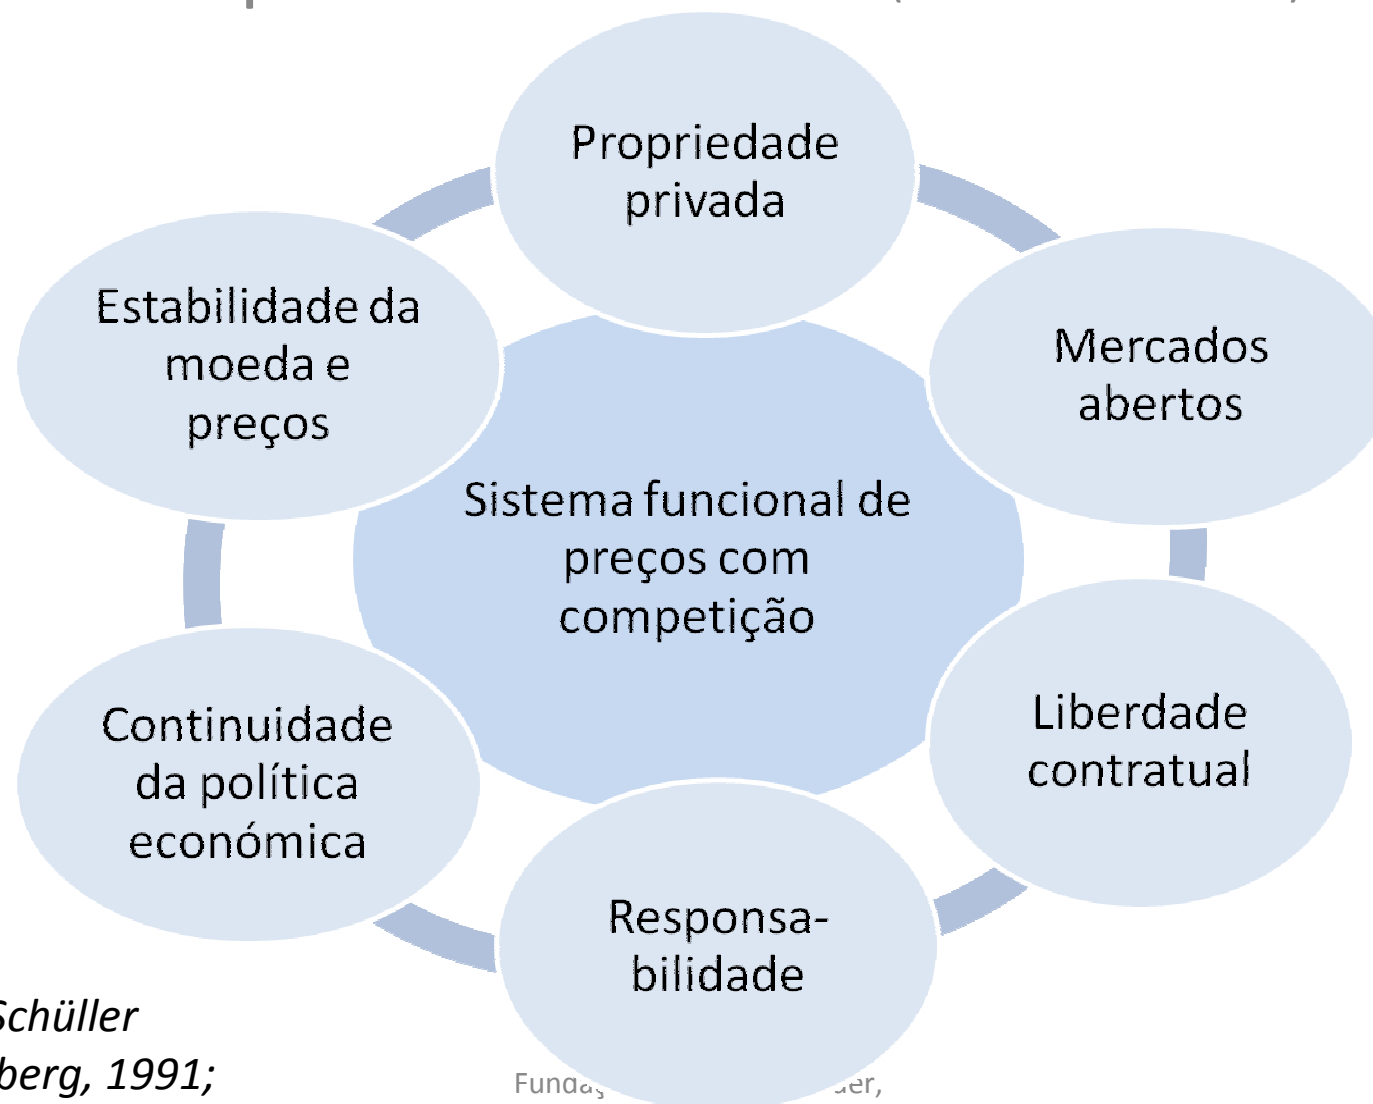 Propriedade
privada
Estabilidade da
moeda e
preços
Mercados
abertos
Sistema funcional de
preços com
competição
Continuidade
da política
económica
Liberdade
contratual
Responsa-
bilidade
Schüller
berg, 1991;